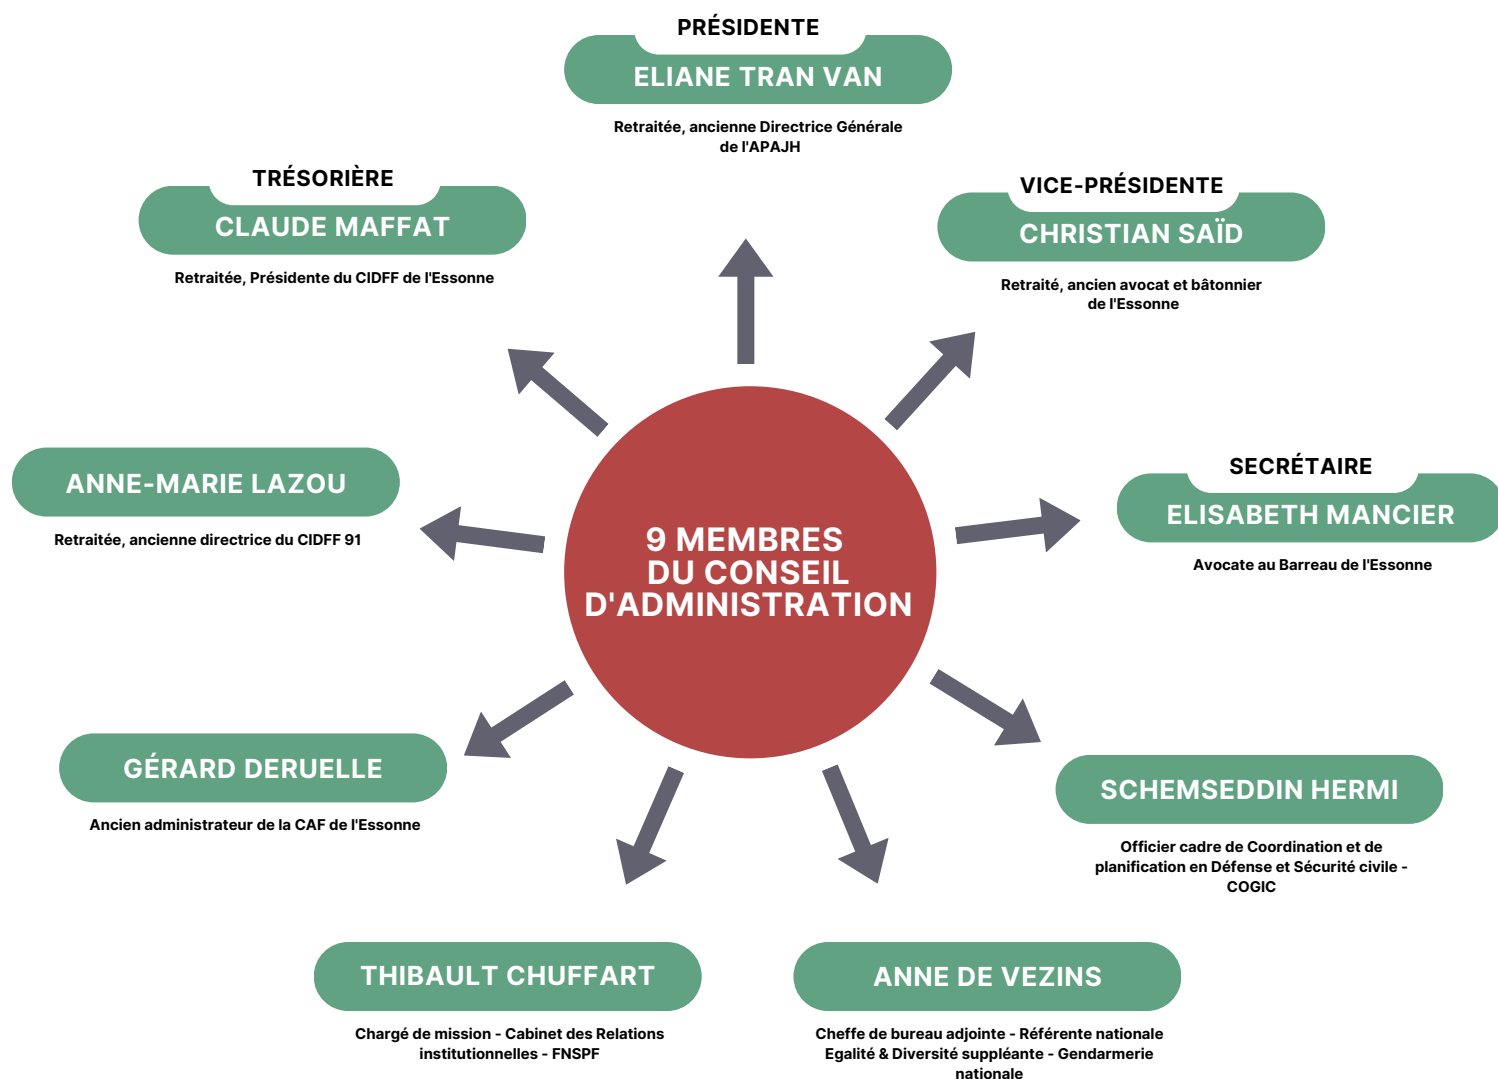 PRÉSIDENTE
ELIANE TRAN VAN
Retraitée, ancienne Directrice Générale
de l'APAJH
TRÉSORIÈRE
CLAUDE MAFFAT
Retraitée, Présidente du CIDFF de l'Essonne
VICE-PRÉSIDENTE
CHRISTIAN SAÏD
Retraité, ancien avocat et bâtonnier
de l'Essonne
ANNE-MARIE LAZOU
Retraitée, ancienne directrice du CIDFF 91
9 MEMBRES
DU CONSEIL
D'ADMINISTRATION
SECRÉTAIRE
ELISABETH MANCIER
Avocate au Barreau de l'Essonne
GÉRARD DERUELLE
Ancien administrateur de la CAF de l'Essonne
SCHEMSEDDIN HERMI
Officier cadre de Coordination et de
planification en Défense et Sécurité civile -
COGIC
THIBAULT CHUFFART
Chargé de mission - Cabinet des Relations
institutionnelles - FNSPF
ANNE DE VEZINS
Cheffe de bureau adjointe - Référente nationale
Egalité & Diversité suppléante - Gendarmerie
nationale